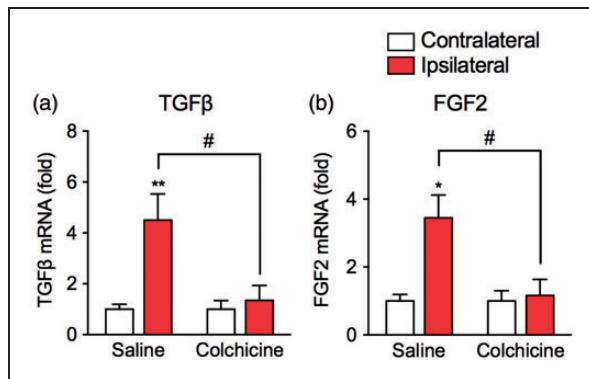 Contralateral
Ipsilateral
(a) TGFβ
TGFβ mRNA (fold)
8
6
4
2
0
**
#
Saline Colchicine
(b) FGF2
FGF2 mRNA (fold)
6
4
2
0
*
#
Saline Colchicine